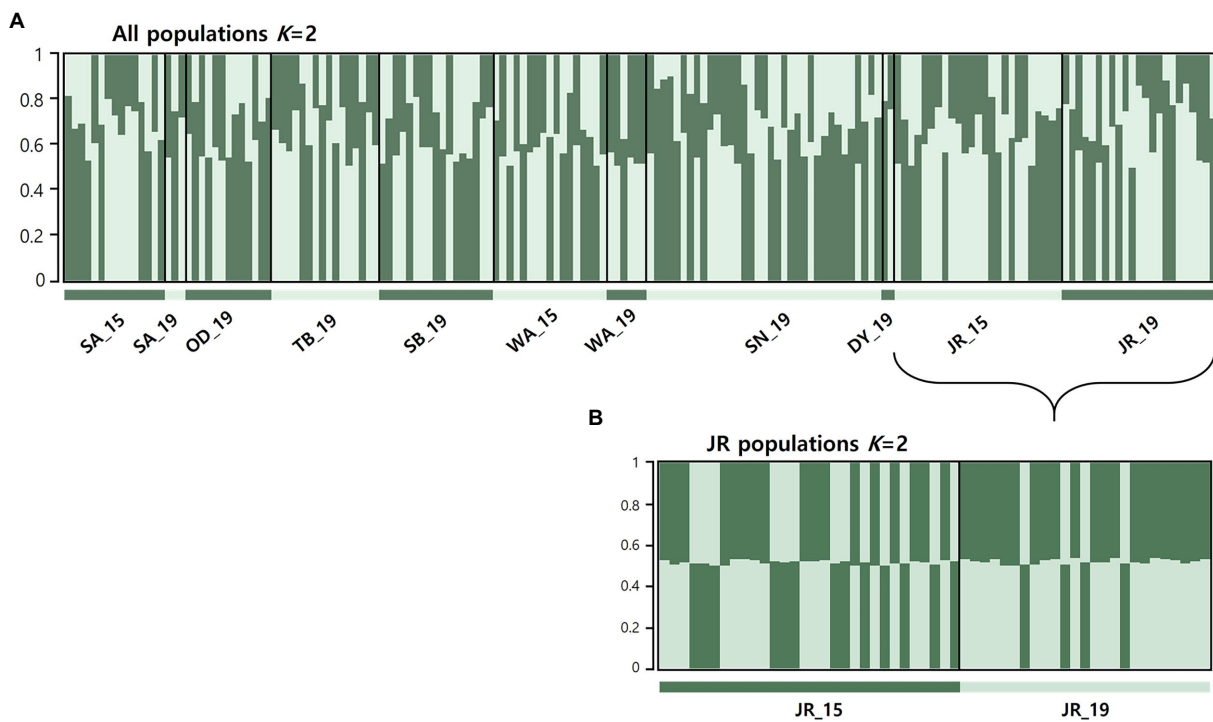 A
All populations K=2
1
0.8
0.6
0.4
0.2
0
SA_15
SA_19
OD_19
TB_19
SB_19
WA_15
WA_19
SN_19
DY_19
JR_15
JR_19
B
JR populations K=2
1
0.8
0.6
0.4
0.2
0
JR_15
JR_19